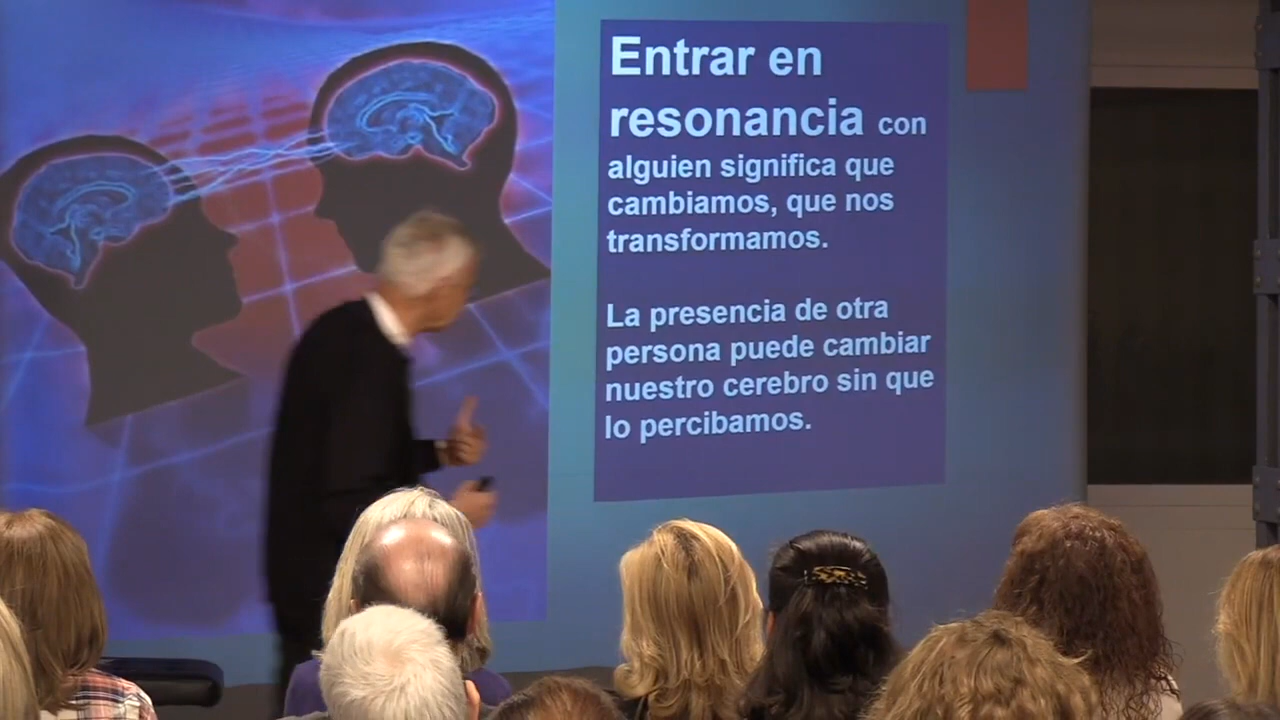 Entrar en
resonancia con
alguien significa que
cambiamos, que nos
transformamos.
La presencia de otra
persona puede cambiar
nuestro cerebro sin que
lo percibamos.